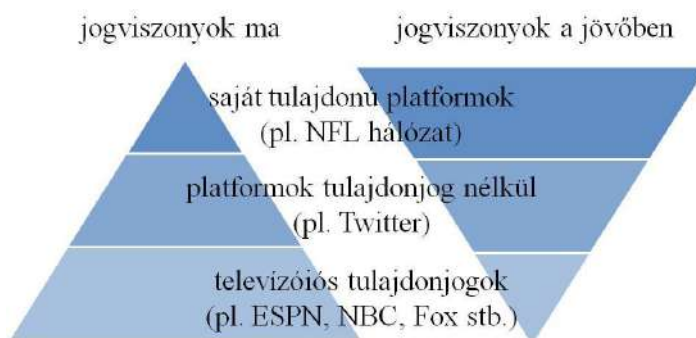 jogviszonyok ma
jogviszonyok a jövőben
saját tulajdonú platformok
(pl. NFL hálózat)
platformok tulajdonjog nélkül
(pl. Twitter)
televízóiós tulajdonjogok
(pl. ESPN, NBC, Fox stb.)